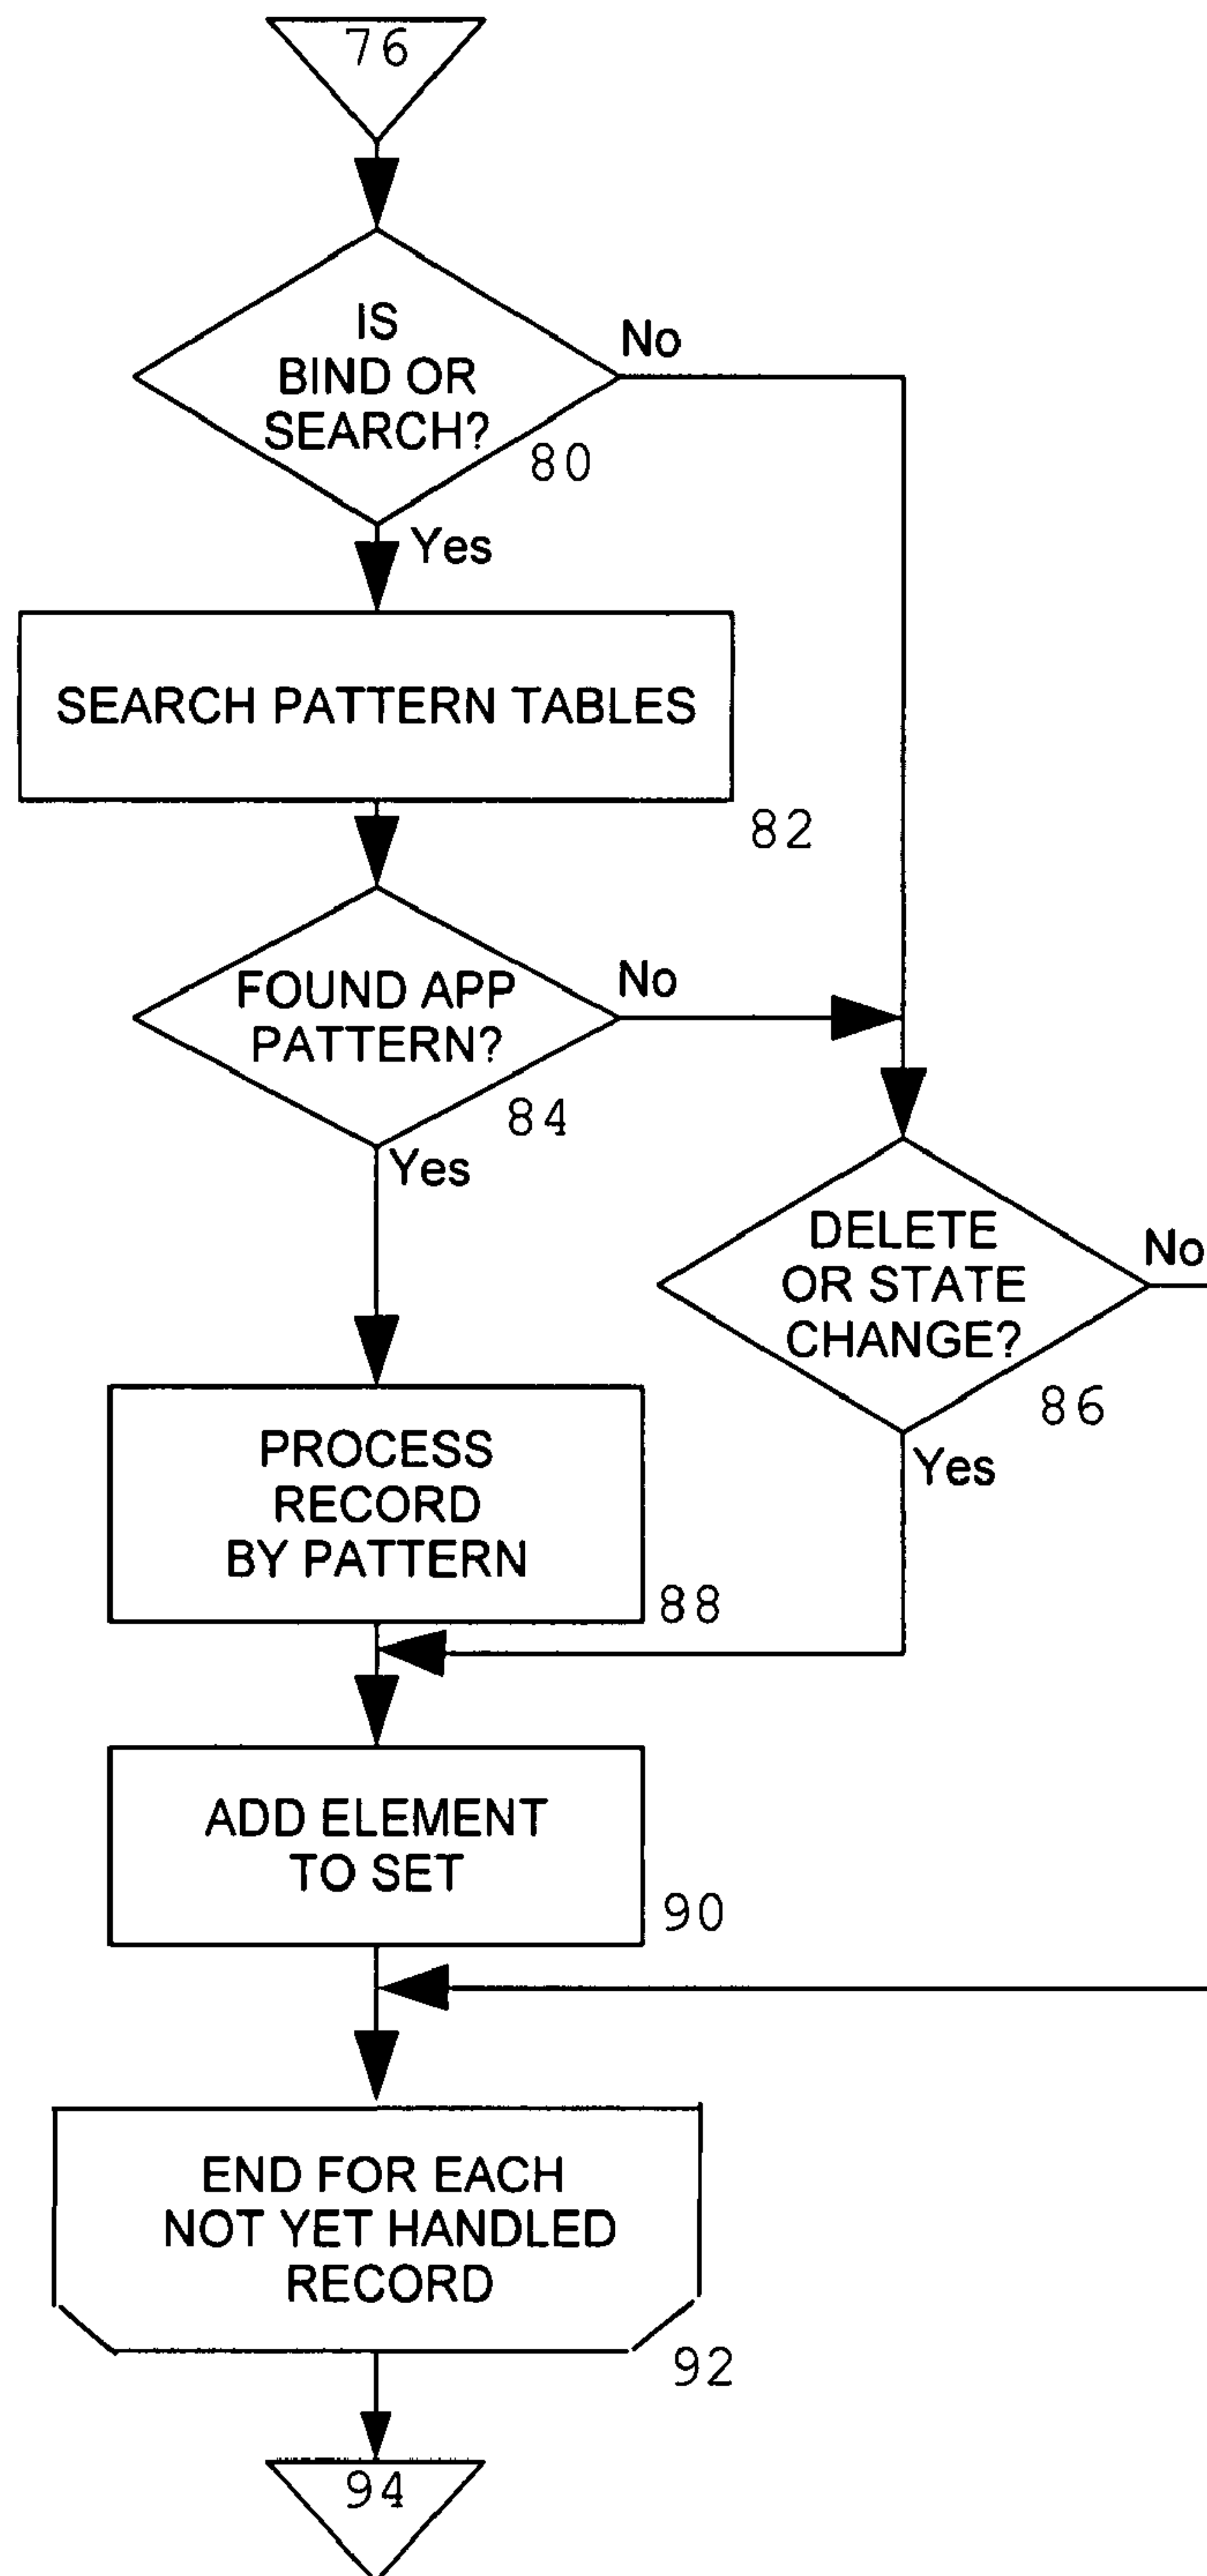 76
IS
BIND OR
SEARCH?
No
80
Yes
SEARCH PATTERN TABLES
82
FOUND APP
PATTERN?
No
84
Yes
DELETE
OR STATE
CHANGE?
No
86
Yes
PROCESS
RECORD
BY PATTERN
88
ADD ELEMENT
TO SET
90
END FOR EACH
NOT YET HANDLED
RECORD
92
94